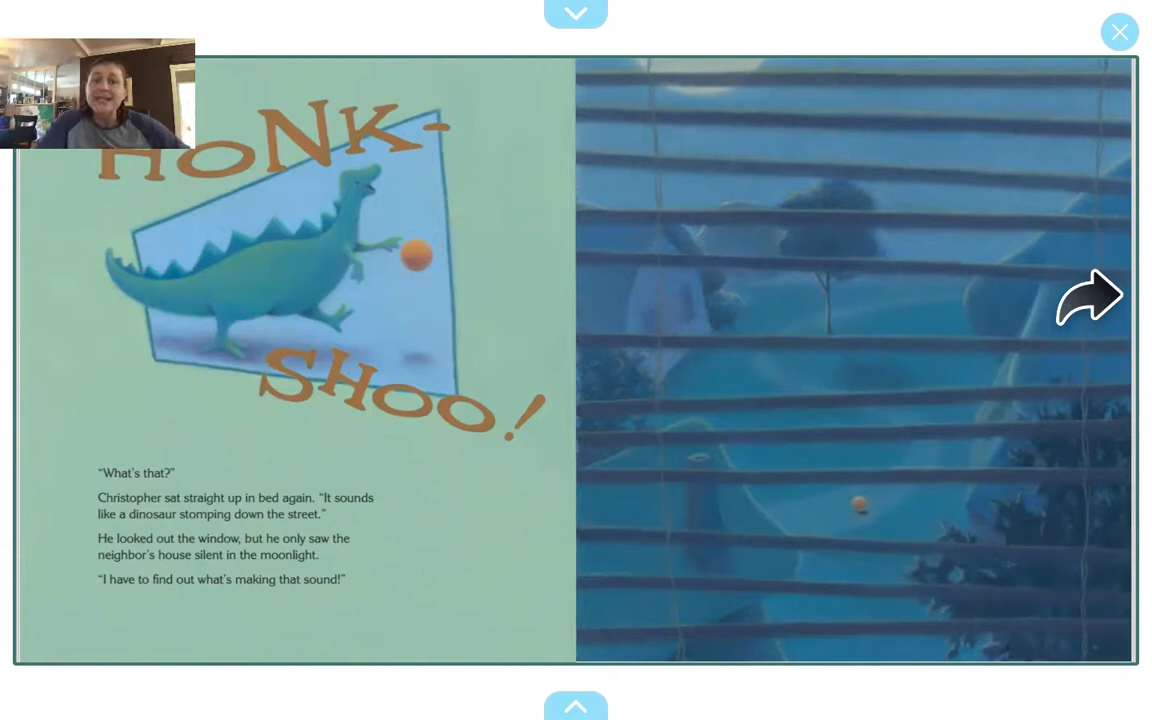 HONK-
SHOO!
“What’s that?”
Christopher sat straight up in bed again. “It sounds
like a dinosaur stomping down the street.”
He looked out the window, but he only saw the
neighbor’s house silent in the moonlight.
“I have to find out what’s making that sound!”